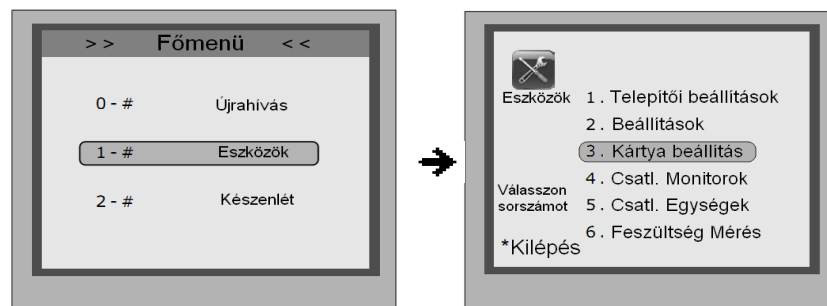 >> Főmenü <<
0 - # Újrahívás
1 - # Eszközök
2 - # Készenlét
Eszközök
1. Telepítői beállítások
2. Beállítások
3. Kártya beállítás
4. Csatl. Monitorok
5. Csatl. Egységek
6. Feszültség Mérés
Válasszon
sorszámot
*Kilépés